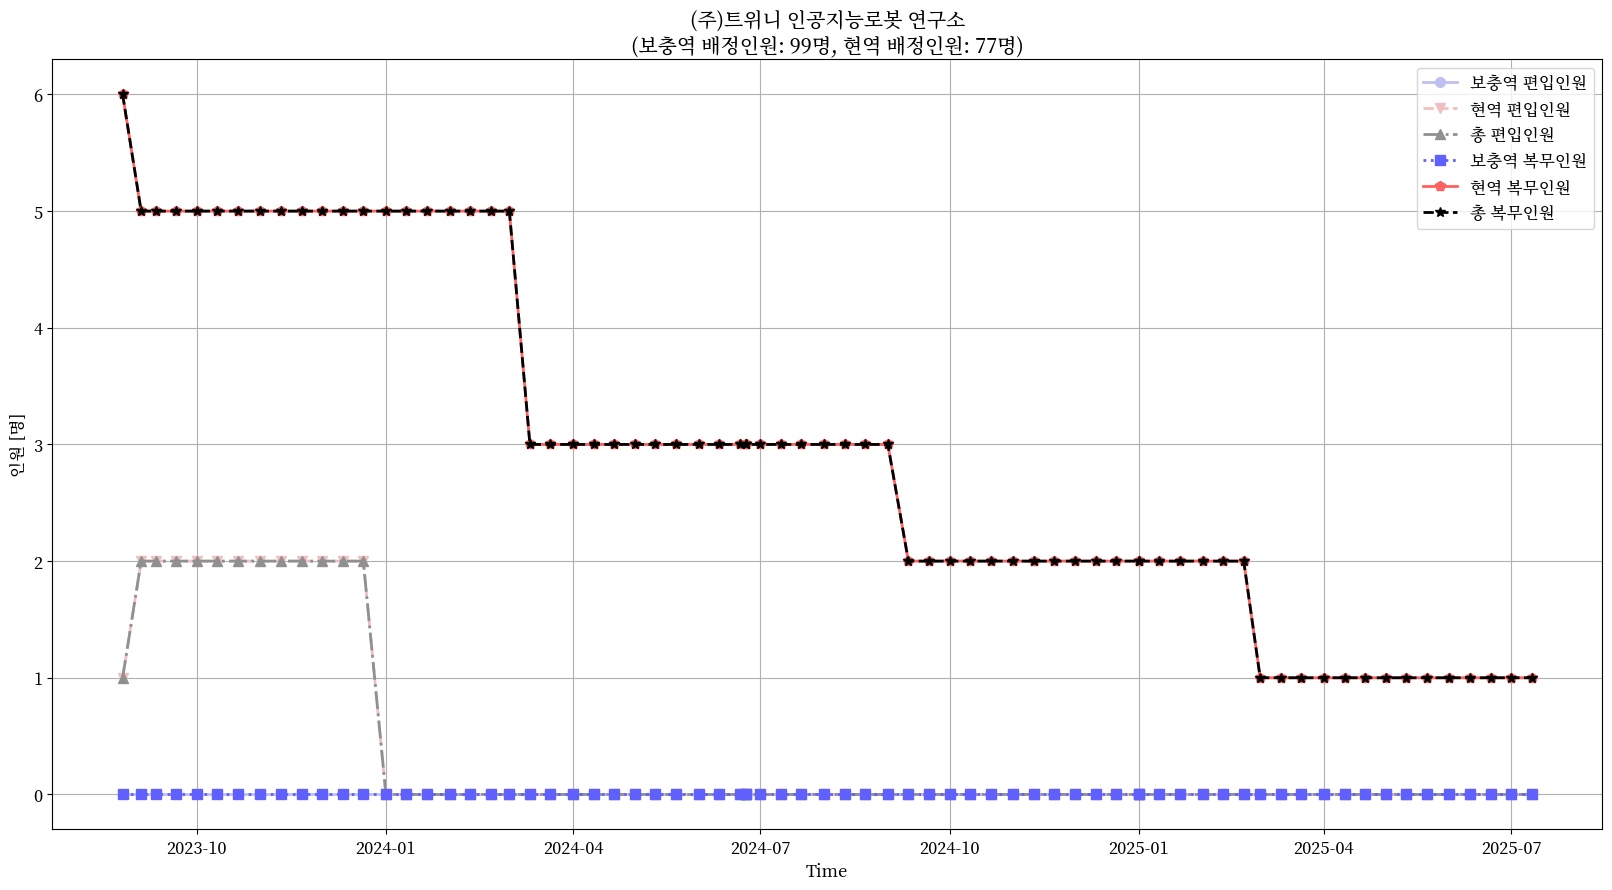 (주)트위니 인공지능로봇 연구소
(보충역 배정인원: 99명, 현역 배정인원: 77명)
보충역 편입인원
현역 편입인원
총 편입인원
보충역 복무인원
현역 복무인원
총 복무인원
인원 [명]
6
5
4
3
2
1
0
2023-10 2024-01 2024-04 2024-07 2024-10 2025-01 2025-04 2025-07
Time